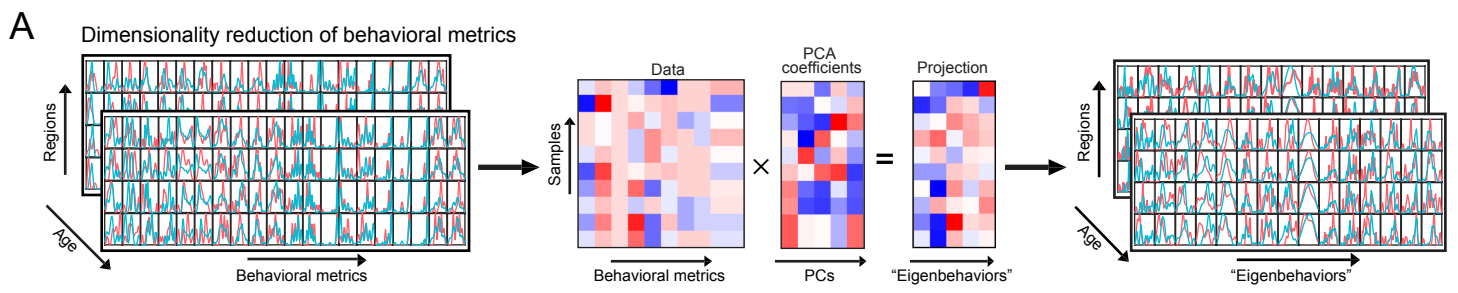 A
Dimensionality reduction of behavioral metrics
Regions
Age
Behavioral metrics
Data
Samples
Behavioral metrics
×
PCA
coefficients
PCs
=
Projection
“Eigenbehaviors”
Regions
Age
“Eigenbehaviors”